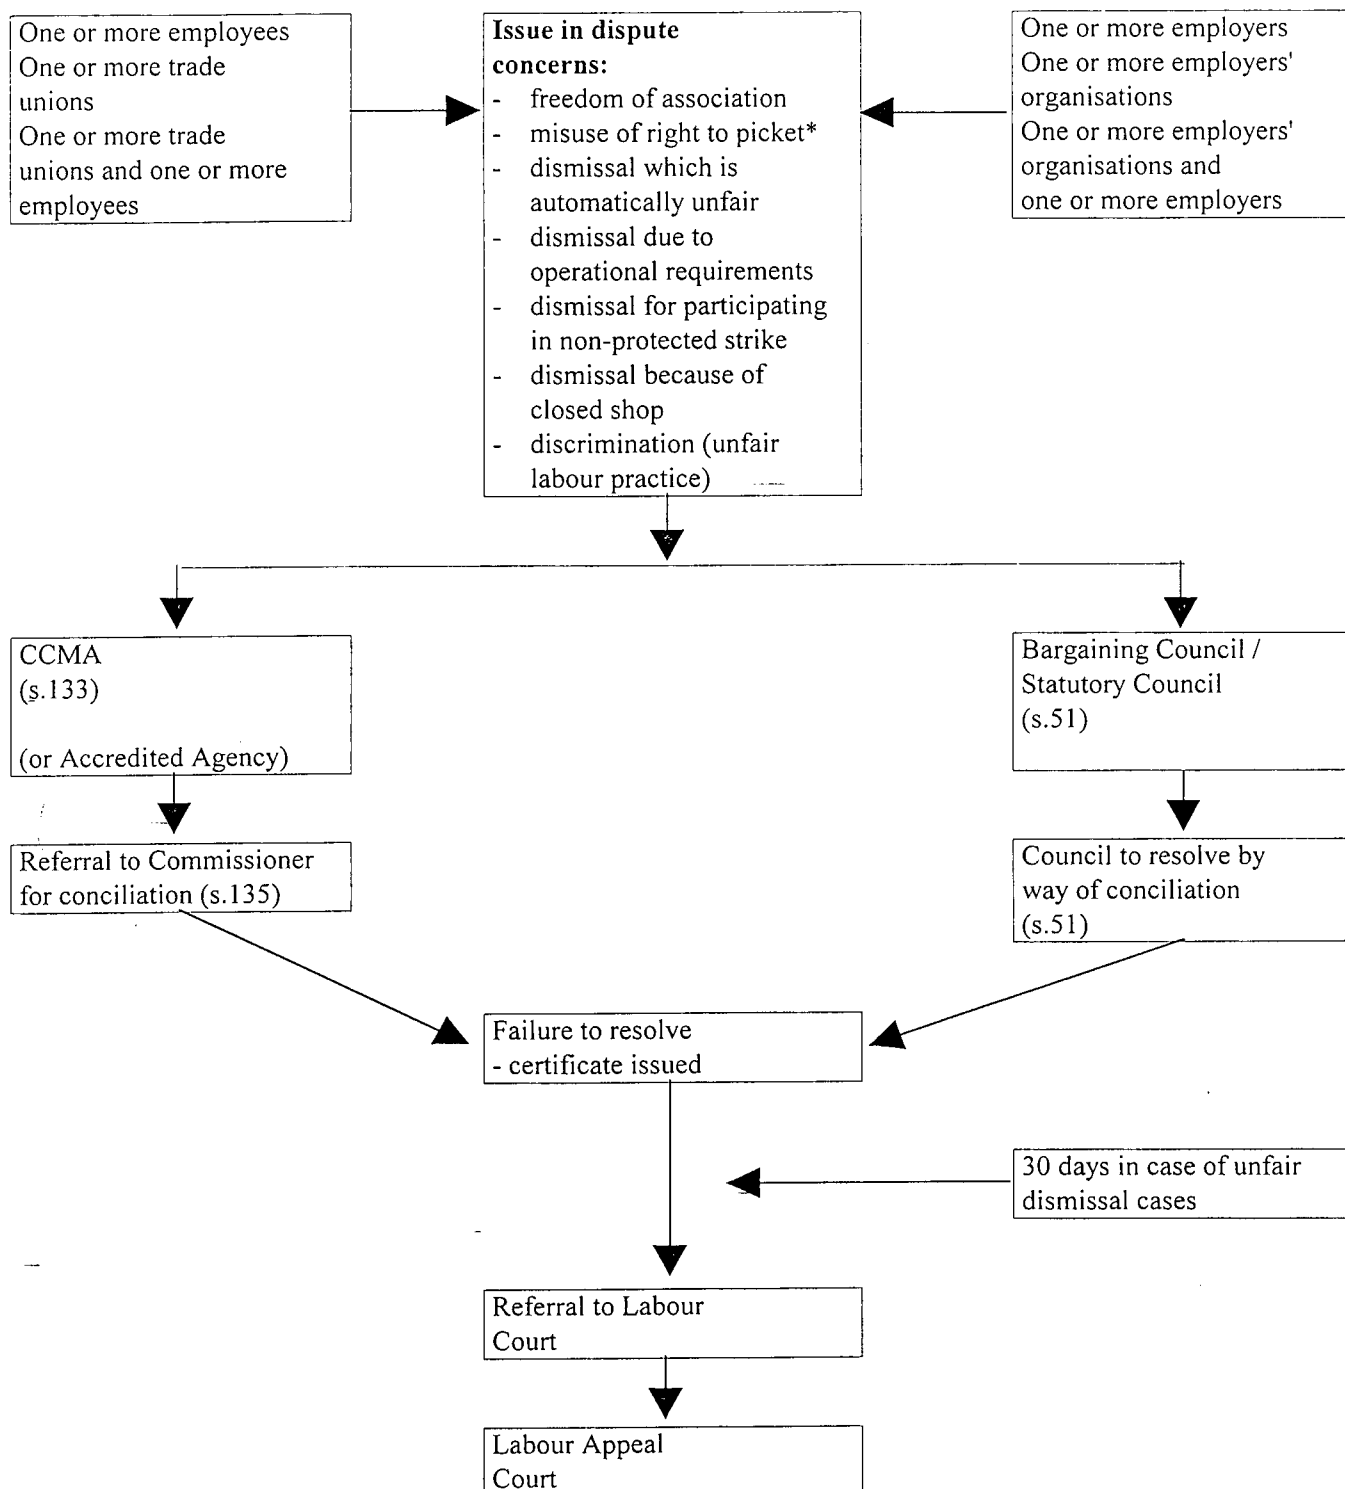 One or more employees
One or more trade
unions
One or more trade
unions and one or more
employees
Issue in dispute
concerns:
- freedom of association
- misuse of right to picket*
- dismissal which is
automatically unfair
- dismissal due to
operational requirements
- dismissal for participating
in non-protected strike
- dismissal because of
closed shop
- discrimination (unfair
labour practice)
One or more employers
One or more employers'
organisations
One or more employers'
organisations and
one or more employers
CCMA
(s.133)
(or Accredited Agency)
Bargaining Council /
Statutory Council
(s.51)
Referral to Commissioner
for conciliation (s.135)
Council to resolve by
way of conciliation
(s.51)
Failure to resolve
- certificate issued
30 days in case of unfair
dismissal cases
Referral to Labour
Court
Labour Appeal
Court